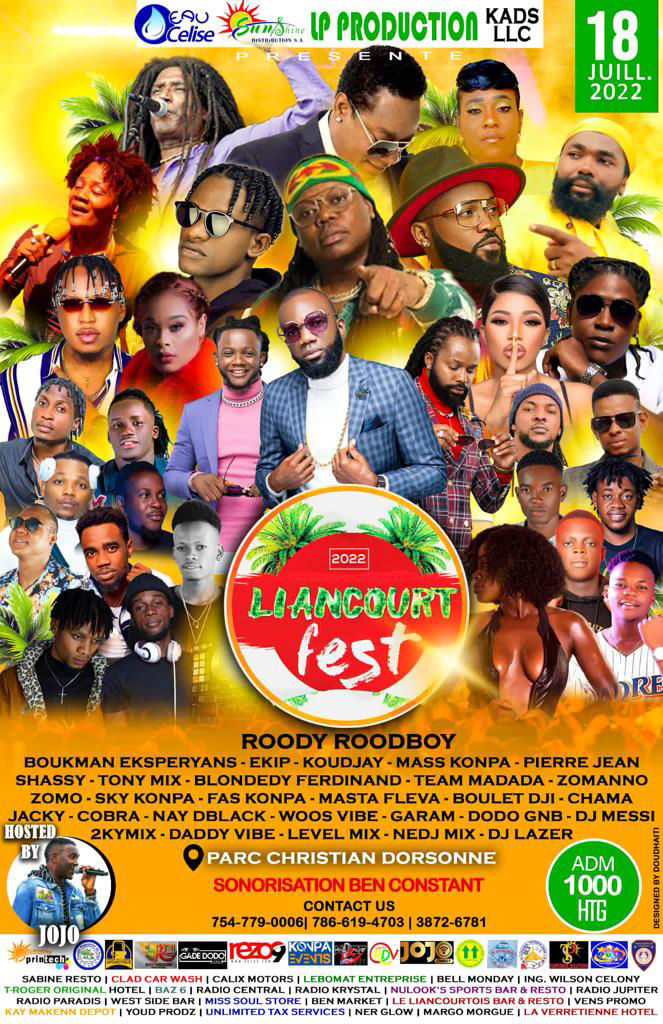 EAU Celise
SunShine
DISTRIBUTION S.A
LP PRODUCTION
KADS LLC
PRESENTE
18
JUILL.
2022
2022
LIANCOURT
fest
ROODY ROODBOY
BOUKMAN EKSPERYANS - EKIP - KOUDJAY - MASS KONPA - PIERRE JEAN
SHASSY - TONY MIX - BLONDEDY FERDINAND - TEAM MADADA - ZOMANNO
ZOMO - SKY KONPA - FAS KONPA - MASTA FLEVA - BOULET DJI - CHAMA
JACKY - COBRA - NAY DBLACK - WOOS VIBE - GARAM - DODO GNB - DJ MESSI
2KYMIX - DADDY VIBE - LEVEL MIX - NEDJ MIX - DJ LAZER
HOSTED
BY
JOJO
PARC CHRISTIAN DORSONNE
SONORISATION BEN CONSTANT
CONTACT US
754-779-0006| 786-619-4703 | 3872-6781
ADM
1000
HTG
DESIGNED BY DOUDHAITI
printech
GADE DODO
rezo9
KONPA EVENTS
JOJO
SABINE RESTO | CLAD CAR WASH | CALIX MOTORS | LEBOMAT ENTREPRISE | BELL MONDAY | ING. WILSON CELONY
T-ROGER ORIGINAL HOTEL | BAZ 6 | RADIO CENTRAL | RADIO KRYSTAL | NULOOK'S SPORTS BAR & RESTO | RADIO JUPITER
RADIO PARADIS | WEST SIDE BAR | MISS SOUL STORE | BEN MARKET | LE LIANCOURTOIS BAR & RESTO | VENS PROMO
KAY MAKENN DEPOT | YOUD PRODZ | UNLIMITED TAX SERVICES | NER GLOW | MARGO MORGUE | LA VERRETIENNE HOTEL